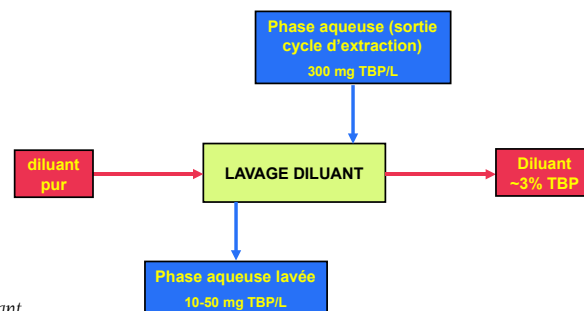 Phase aqueuse (sortie
cycle d'extraction)
300 mg TBP/L
diluant
pur
LAVAGE DILUANT
Diluant
~3% TBP
Phase aqueuse lavée
10-50 mg TBP/L